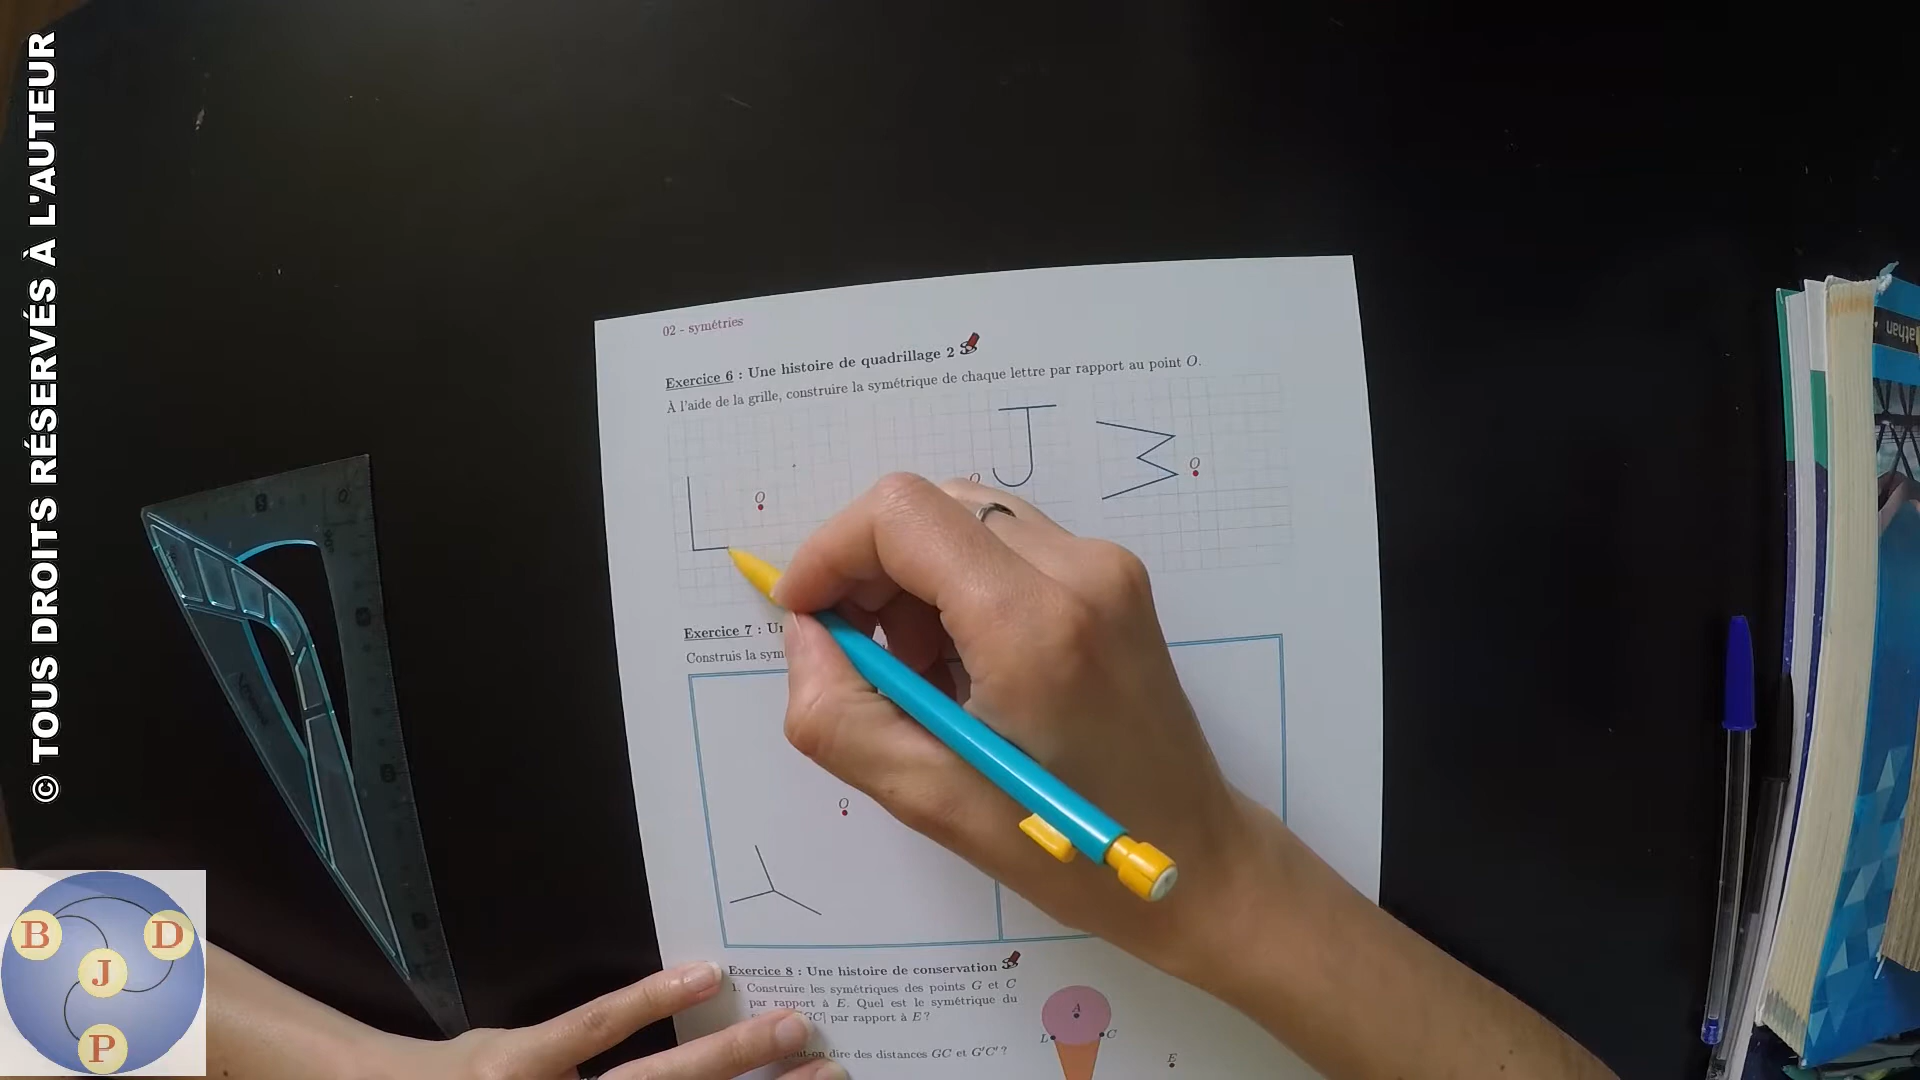 © TOUS DROITS RÉSERVÉS À L'AUTEUR
02 - symétries
Exercice 6 : Une histoire de quadrillage 2
À l'aide de la grille, construire la symétrique de chaque lettre par rapport au point O.
O
O
O
Exercice 7 :
Construis la
O
Exercice 8 : Une histoire de conservation
1. Construire les symétriques des points G et C
par rapport à E. Quel est le symétrique du
par rapport à E ?
dire des distances GC et G'C' ?
A
L
C
E
B
D
J
P